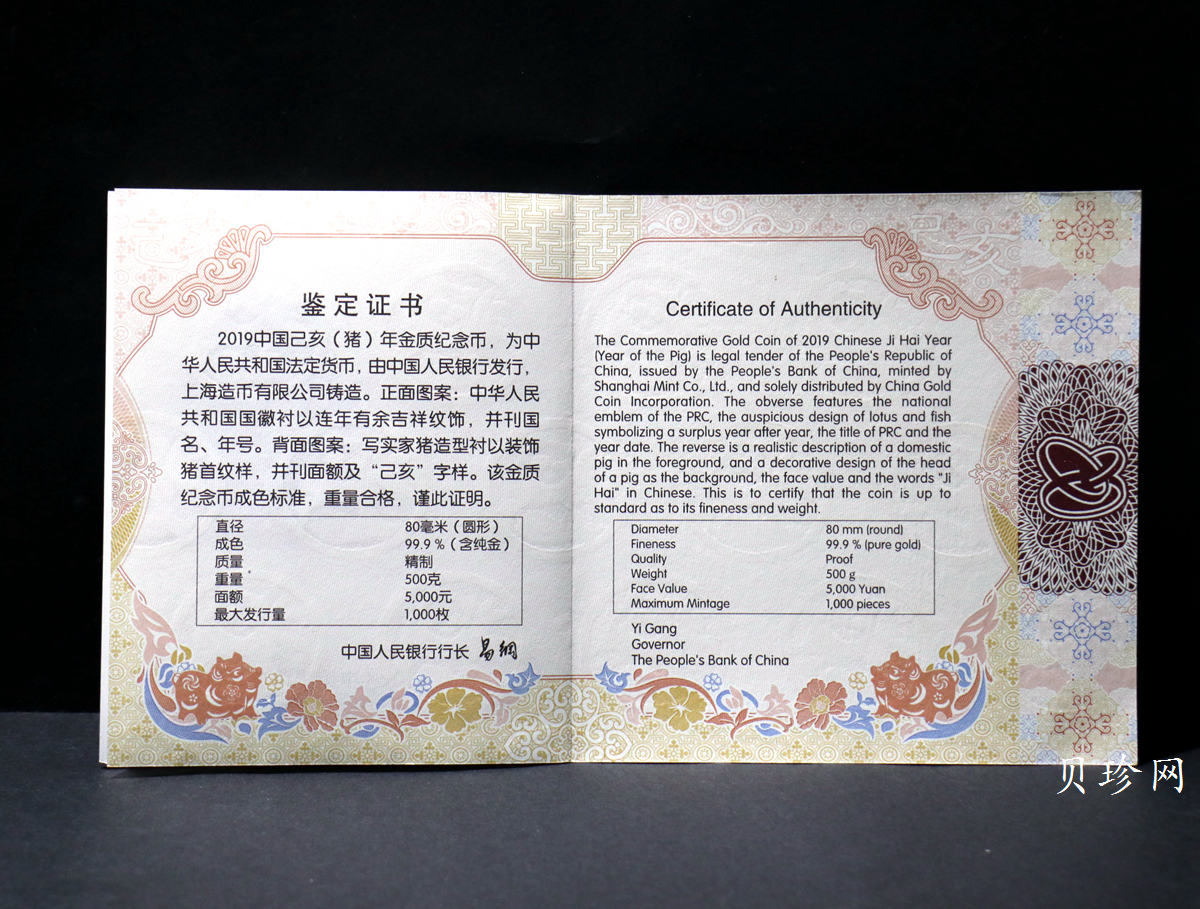 鉴定证书
2019中国己亥（猪）年金质纪念币，为中
华人民共和国法定货币，由中国人民银行发行，
上海造币有限公司铸造。正面图案：中华人民
共和国国徽衬以连年有余吉祥纹饰，并刊国
名、年号。背面图案：写实家猪造型衬以装饰
猪首纹样，并刊面额及“己亥”字样。该金质
纪念币成色标准，重量合格，谨此证明。
直径 80毫米（圆形）
成色 99.9 %（含纯金）
质量 精制
重量 500克
面额 5,000元
最大发行量 1,000枚
中国人民银行行长 易纲
Certificate of Authenticity
The Commemorative Gold Coin of 2019 Chinese Ji Hai Year
(Year of the Pig) is legal tender of the People's Republic of
China, issued by the People's Bank of China, minted by
Shanghai Mint Co., Ltd., and solely distributed by China Gold
Coin Incorporation. The obverse features the national
emblem of the PRC, the auspicious design of lotus and fish
symbolizing a surplus year after year, the title of PRC and the
year date. The reverse is a realistic description of a domestic
pig in the foreground, and a decorative design of the head
of a pig as the background, the face value and the words "Ji
Hai" in Chinese. This is to certify that the coin is up to
standard as to its fineness and weight.
Diameter 80 mm (round)
Fineness 99.9 % (pure gold)
Quality Proof
Weight 500 g
Face Value 5,000 Yuan
Maximum Mintage 1,000 pieces
Yi Gang
Governor
The People's Bank of China
贝珍网